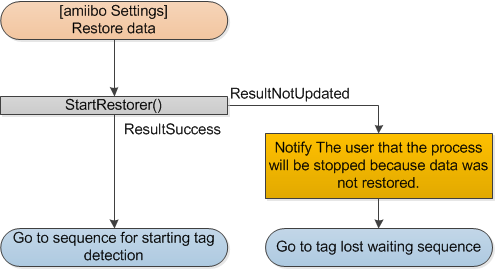 [amiibo Settings]
Restore data
StartRestorer()
ResultNotUpdated
ResultSuccess
Notify The user that the process
will be stopped because data was
not restored.
Go to sequence for starting tag
detection
Go to tag lost waiting sequence